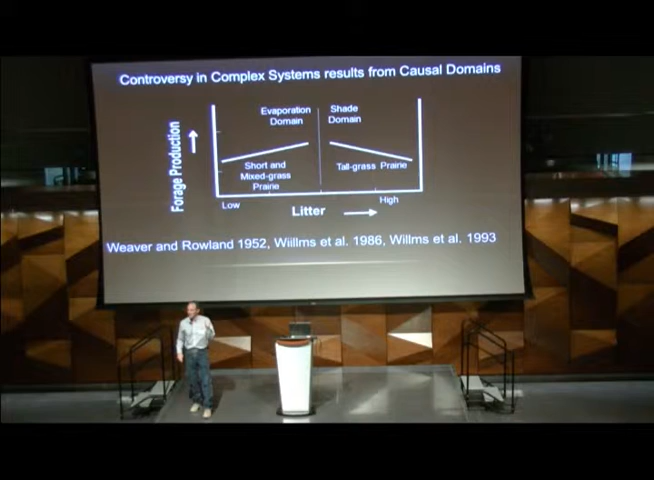 Controversy in Complex Systems results from Causal Domains
Evaporation
Domain
Shade
Domain
Forage Production
Short and
Mixed-grass
Prairie
Tall-grass Prairie
Low
High
Litter
Weaver and Rowland 1952, Wiillms et al. 1986, Willms et al. 1993